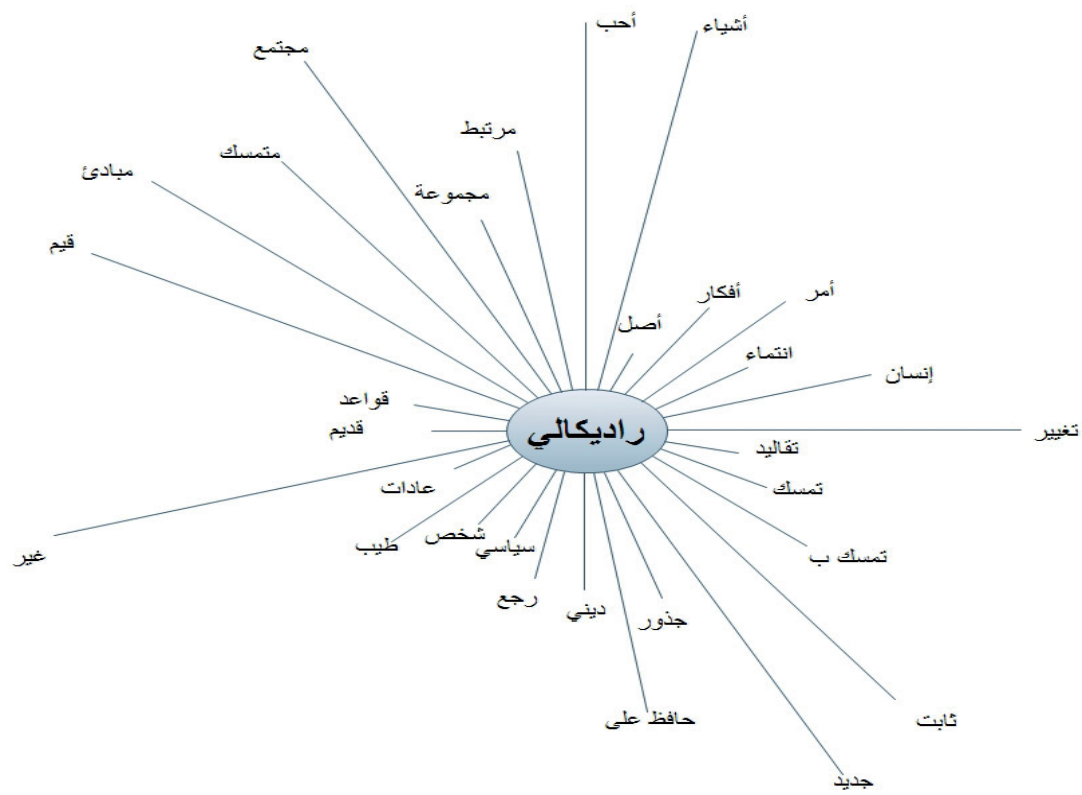 أشياء
أحب
مجتمع
مرتبط
متمسك
مبادئ
مجموعة
قيم
أفكار
أمر
أصل
انتماء
إنسان
قواعد
راديكالي
تغيير
قديم
تقاليد
تمسك
عادات
شخص
سياسي
طيب
تمسك ب
غير
رجع
ديني
جذور
حافظ على
ثابت
جديد